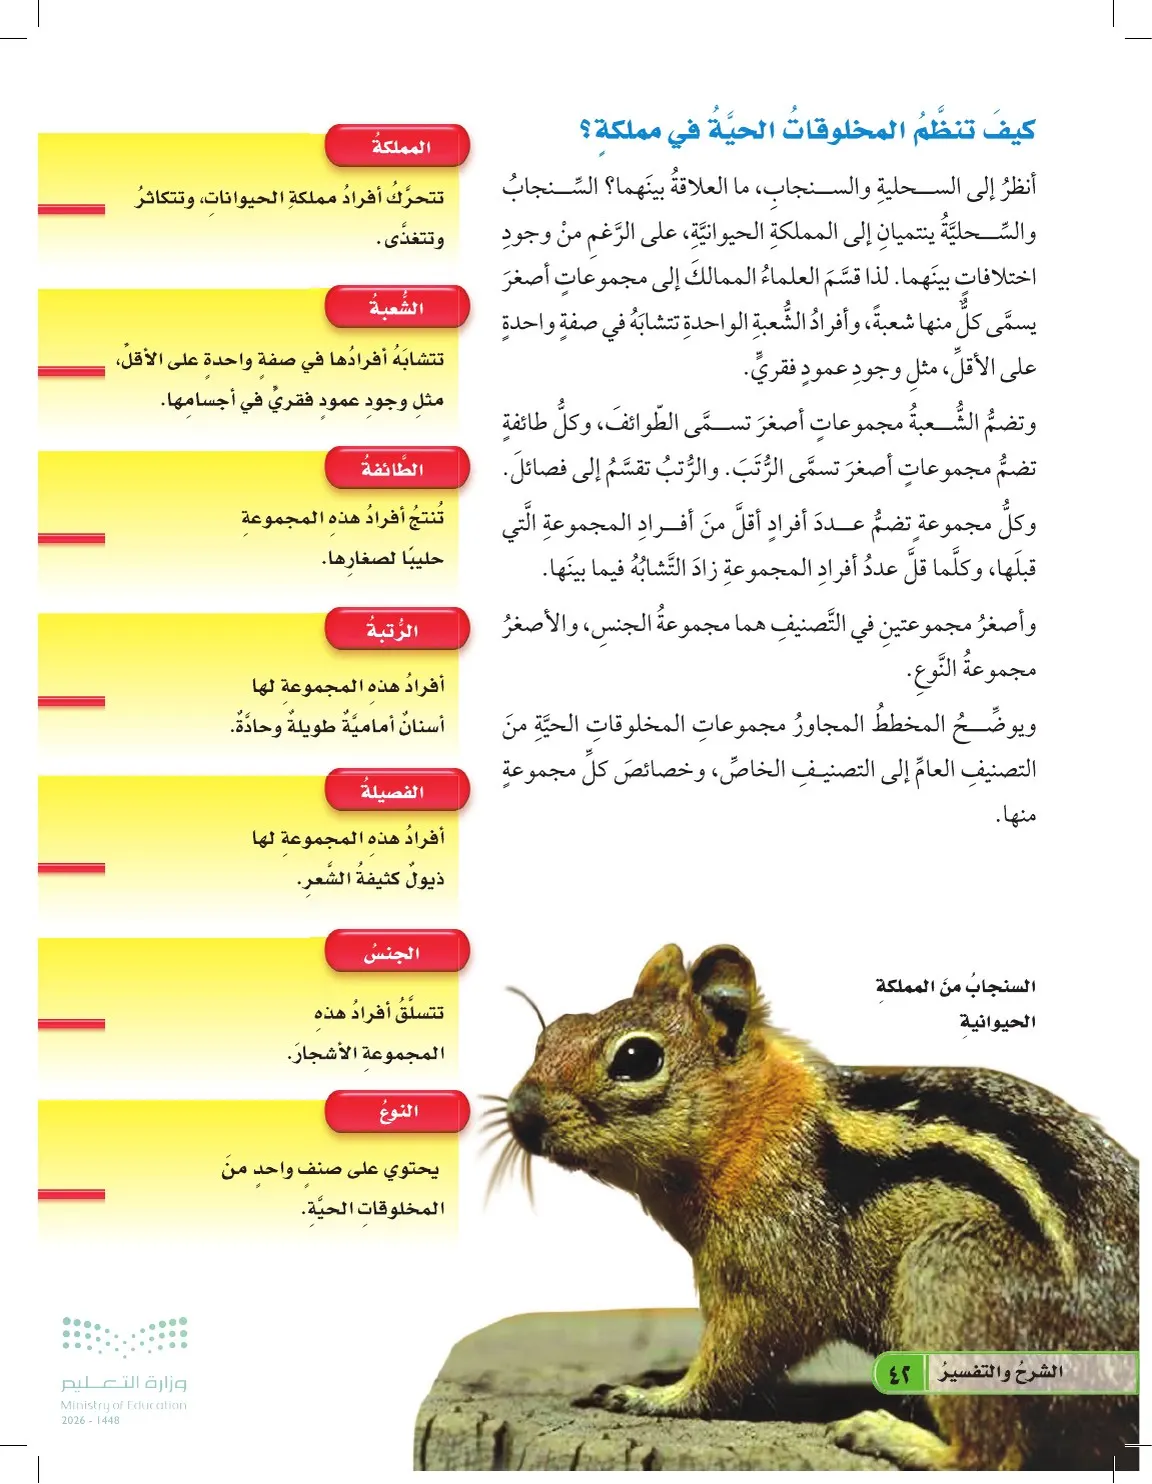 كيفَ تنظَّمُ المخلوقاتُ الحيَّةُ في مملكةٍ؟
أنظرُ إلى السحليةِ والسنجابِ، ما العلاقةُ بينَهما؟ السِّنجابُ
والسِّحليَّةُ ينتميانِ إلى المملكةِ الحيوانيَّةِ، على الرَّغمِ منْ وجودِ
اختلافاتٍ بينَهما. لذا قسَّمَ العلماءُ الممالكَ إلى مجموعاتٍ أصغرَ
يسمَّى كلٌّ منها شعبةً، وأفرادُ الشُّعبةِ الواحدةِ تتشابَهُ في صفةٍ واحدةٍ
على الأقلِّ، مثلِ وجودِ عمودٍ فقريٍّ.
وتضمُّ الشُّعبةُ مجموعاتٍ أصغرَ تسمَّى الطّوائفَ، وكلُّ طائفةٍ
تضمُّ مجموعاتٍ أصغرَ تسمَّى الرُّتَبَ. والرُّتبُ تقسَّمُ إلى فصائلَ.
وكلُّ مجموعةٍ تضمُّ عددَ أفرادٍ أقلَّ منَ أفرادِ المجموعةِ الَّتي
قبلَها، وكلَّما قلَّ عددُ أفرادِ المجموعةِ زادَ التَّشابُهُ فيما بينَها.
وأصغرُ مجموعتينِ في التَّصنيفِ هما مجموعةُ الجنسِ، والأصغرُ
مجموعةُ النَّوعِ.
ويوضِّحُ المخططُ المجاورُ مجموعاتِ المخلوقاتِ الحيَّةِ منَ
التصنيفِ العامِّ إلى التصنيفِ الخاصِّ، وخصائصَ كلِّ مجموعةٍ
منها.
المملكةُ
تتحرَّكُ أفرادُ مملكةِ الحيواناتِ، وتتكاثرُ
وتتغذَّى.
الشُّعبةُ
تتشابَهُ أفرادُها في صفةٍ واحدةٍ على الأقلِّ،
مثلِ وجودِ عمودٍ فقريٍّ في أجسامِها.
الطَّائفةُ
تُنتجُ أفرادُ هذهِ المجموعةِ
حليبًا لصغارِها.
الرُّتبةُ
أفرادُ هذهِ المجموعةِ لها
أسنانٌ أماميَّةٌ طويلةٌ وحادَّةٌ.
الفصيلةُ
أفرادُ هذهِ المجموعةِ لها
ذيولٌ كثيفةُ الشَّعرِ.
الجنسُ
تتسلَّقُ أفرادُ هذهِ
المجموعةِ الأشجارَ.
النوعُ
يحتوي على صنفٍ واحدٍ منَ
المخلوقاتِ الحيَّةِ.
السنجابُ منَ المملكةِ
الحيوانيةِ
الشرحُ والتفسيرُ ٤٢
وزارة التعليم
Ministry of Education
2026 - 1448